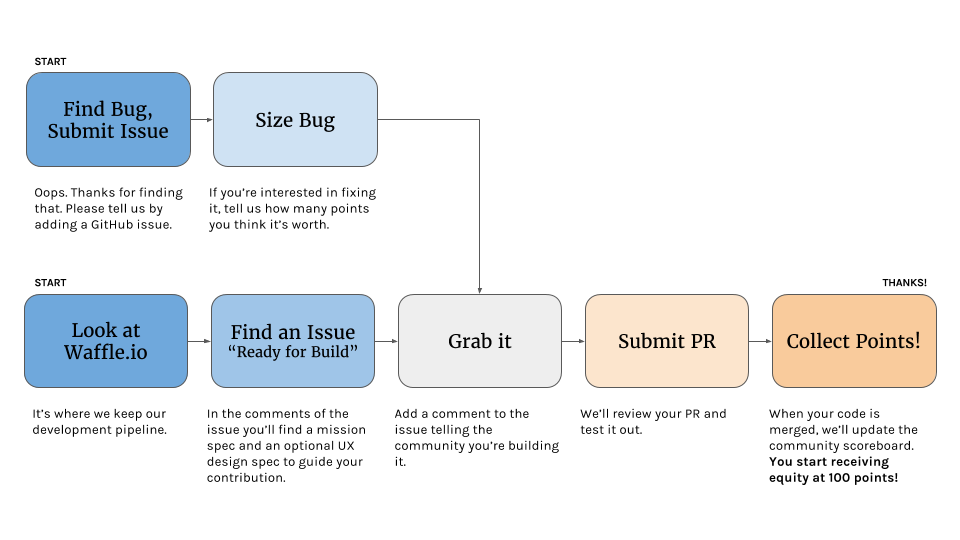 START
Find Bug,
Submit Issue
Size Bug
Oops. Thanks for finding
that. Please tell us by
adding a GitHub issue.
If you're interested in fixing
it, tell us how many points
you think it's worth.
START
THANKS!
Look at
Waffle.io
Find an Issue
“Ready for Build”
Grab it
Submit PR
Collect Points!
It's where we keep our
development pipeline.
In the comments of the
issue you'll find a mission
spec and an optional UX
design spec to guide your
contribution.
Add a comment to the
issue telling the
community you're building
it.
We'll review your PR and
test it out.
When your code is
merged, we'll update the
community scoreboard.
You start receiving
equity at 100 points!